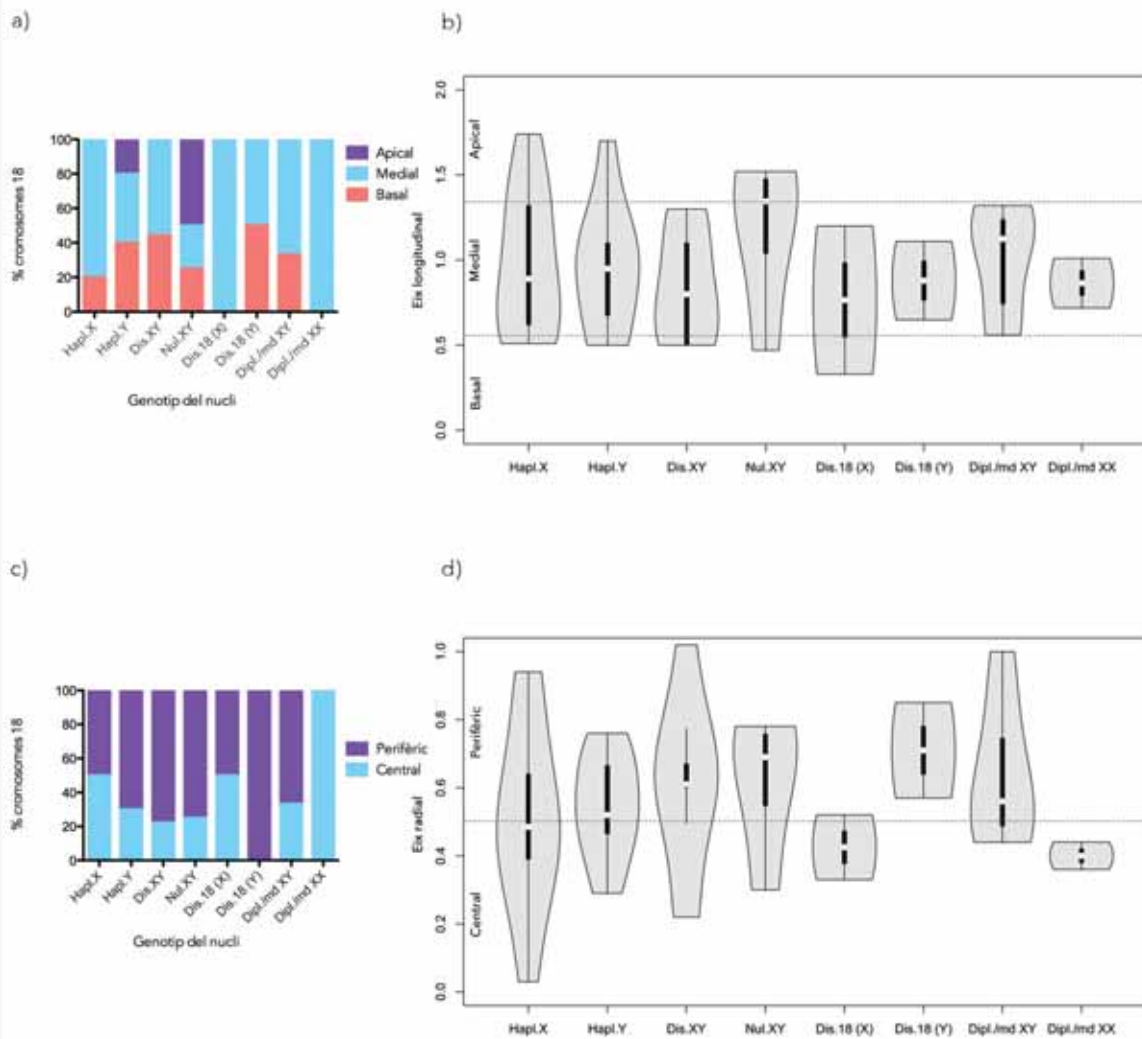 a)
% cromosomes 18
100
80
60
40
20
0
Hapl.X
Hapl.Y
Dis.XY
Nul.XY
Dis.18 (X)
Dis.18 (Y)
Dipl./md XY
Dipl./md XX
Genotip del nucli
Apical
Medial
Basal
b)
Eix longitudinal
Apical
Medial
Basal
2.0
1.5
1.0
0.5
0.0
Hapl.X
Hapl.Y
Dis.XY
Nul.XY
Dis.18 (X)
Dis.18 (Y)
Dipl./md XY
Dipl./md XX
c)
% cromosomes 18
100
80
60
40
20
0
Hapl.X
Hapl.Y
Dis.XY
Nul.XY
Dis.18 (X)
Dis.18 (Y)
Dipl./md XY
Dipl./md XX
Genotip del nucli
Perifèric
Central
d)
Eix radial
Perifèric
Central
1.0
0.8
0.6
0.4
0.2
0.0
Hapl.X
Hapl.Y
Dis.XY
Nul.XY
Dis.18 (X)
Dis.18 (Y)
Dipl./md XY
Dipl./md XX